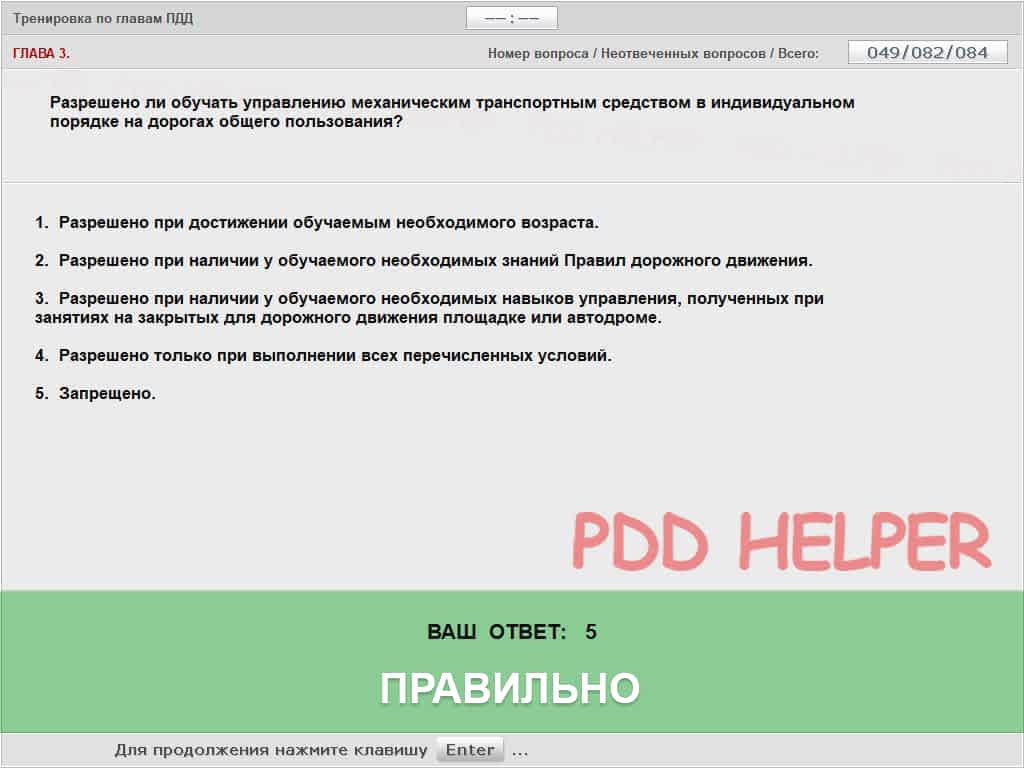 Тренировка по главам ПДД
––:––
ГЛАВА 3.
Номер вопроса / Неотвеченных вопросов / Всего:
049/082/084
Разрешено ли обучать управлению механическим транспортным средством в индивидуальном
порядке на дорогах общего пользования?
1. Разрешено при достижении обучаемым необходимого возраста.
2. Разрешено при наличии у обучаемого необходимых знаний Правил дорожного движения.
3. Разрешено при наличии у обучаемого необходимых навыков управления, полученных при
занятиях на закрытых для дорожного движения площадке или автодроме.
4. Разрешено только при выполнении всех перечисленных условий.
5. Запрещено.
PDD HELPER
ВАШ ОТВЕТ: 5
ПРАВИЛЬНО
Для продолжения нажмите клавишу Enter ...